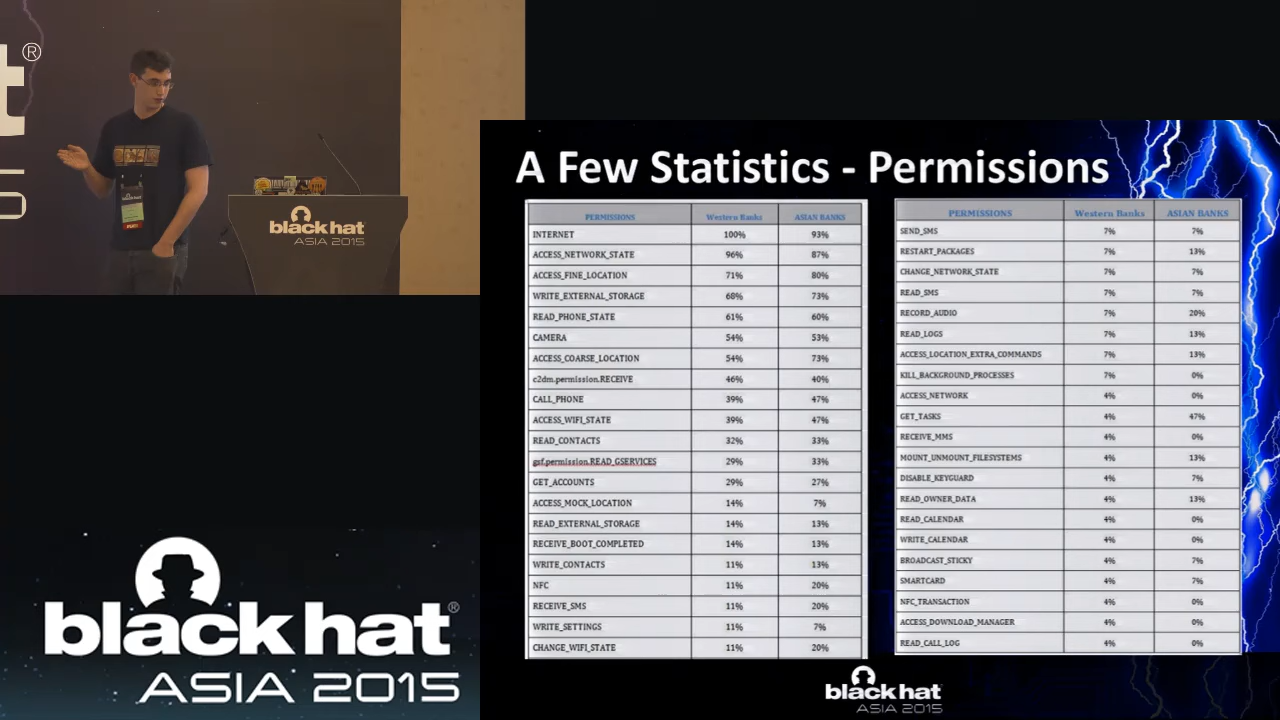 t®
black hat
ASIA 2015
A Few Statistics - Permissions
PERMISSIONS Western Banks ASIAN BANKS
INTERNET 100% 93%
ACCESS_NETWORK_STATE 96% 87%
ACCESS_FINE_LOCATION 71% 80%
WRITE_EXTERNAL_STORAGE 68% 73%
READ_PHONE_STATE 61% 60%
CAMERA 54% 53%
ACCESS_COARSE_LOCATION 54% 73%
c2dm.permission.RECEIVE 46% 40%
CALL_PHONE 39% 47%
ACCESS_WIFI_STATE 39% 47%
READ_CONTACTS 32% 33%
gsf.permission.READ_GSERVICES 29% 33%
GET_ACCOUNTS 29% 27%
ACCESS_MOCK_LOCATION 14% 7%
READ_EXTERNAL_STORAGE 14% 13%
RECEIVE_BOOT_COMPLETED 14% 13%
WRITE_CONTACTS 11% 13%
NFC 11% 20%
RECEIVE_SMS 11% 20%
WRITE_SETTINGS 11% 7%
CHANGE_WIFI_STATE 11% 20%
PERMISSIONS Western Banks ASIAN BANKS
SEND_SMS 7% 7%
RESTART_PACKAGES 7% 13%
CHANGE_NETWORK_STATE 7% 7%
READ_SMS 7% 7%
RECORD_AUDIO 7% 20%
READ_LOGS 7% 13%
ACCESS_LOCATION_EXTRA_COMMANDS 7% 13%
KILL_BACKGROUND_PROCESSES 7% 0%
ACCESS_NETWORK 4% 0%
GET_TASKS 4% 47%
RECEIVE_MMS 4% 0%
MOUNT_UNMOUNT_FILESYSTEMS 4% 13%
DISABLE_KEYGUARD 4% 7%
READ_OWNER_DATA 4% 13%
READ_CALENDAR 4% 0%
WRITE_CALENDAR 4% 0%
BROADCAST_STICKY 4% 7%
SMARTCARD 4% 7%
NFC_TRANSACTION 4% 0%
ACCESS_DOWNLOAD_MANAGER 4% 0%
READ_CALL_LOG 4% 0%
black hat®
ASIA 2015
black hat
ASIA 2015